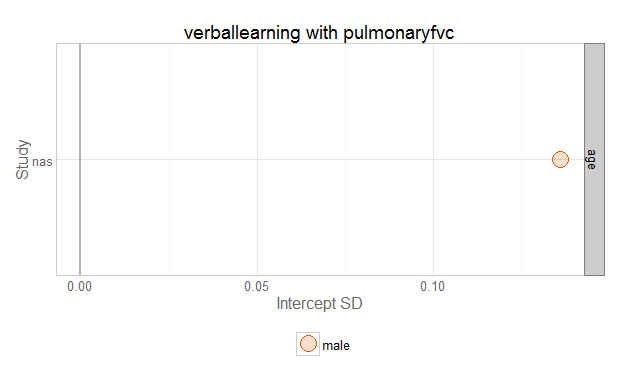 verballearning with pulmonaryfvc
Study
nas
age
0.00 0.05 0.10
Intercept SD
male